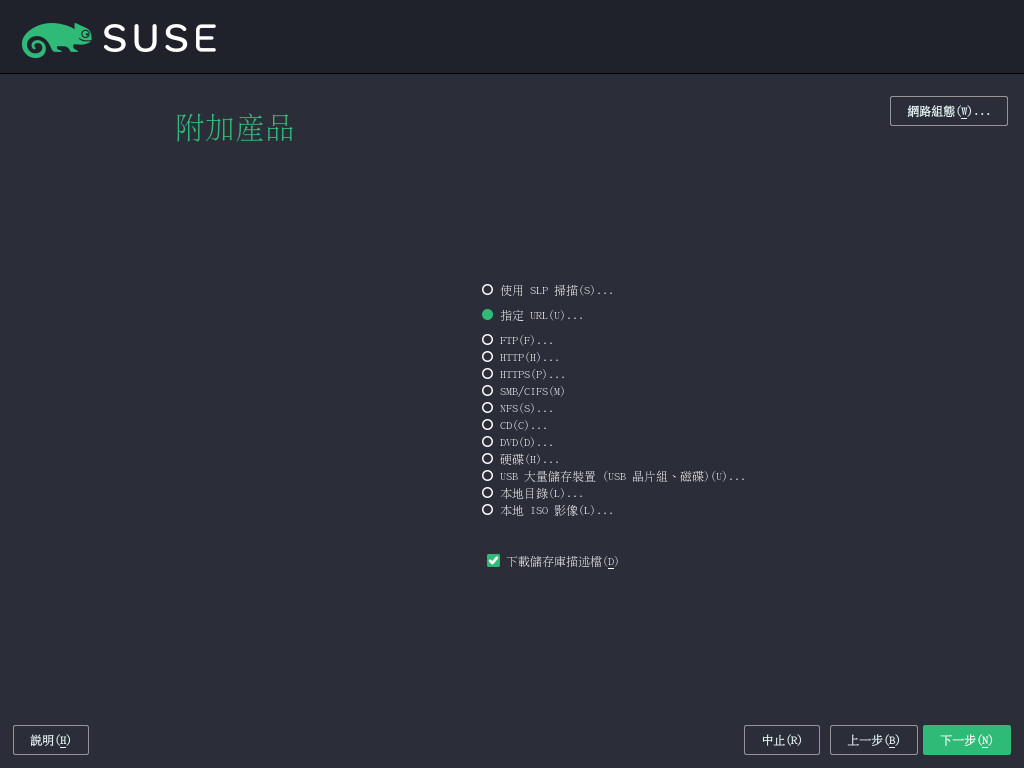 SUSE
附加産品
網路組態(W)...
使用 SLP 掃描(S)...
指定 URL(U)...
FTP(F)...
HTTP(H)...
HTTPS(P)...
SMB/CIFS(M)
NFS(S)...
CD(C)...
DVD(D)...
硬碟(H)...
USB 大量儲存裝置 (USB 晶片組、磁碟)(U)...
本地目錄(L)...
本地 ISO 影像(L)...
下載儲存庫描述檔(D)
説明(H)
中止(R)
上一步(B)
下一步(N)